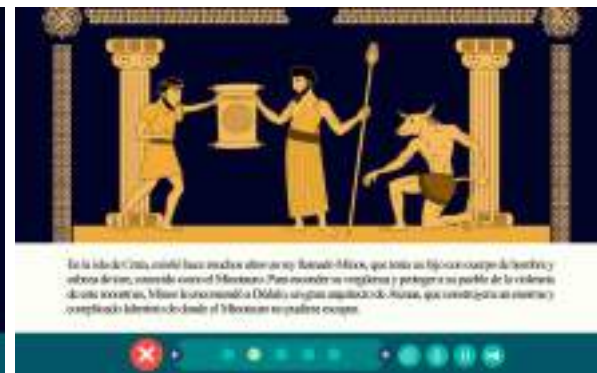 En la isla de Creta, existió hace muchos años un rey llamado Minos, que tenía un hijo con cuerpo de hombre y
cabeza de toro, conocido como el Minotauro. Para esconder su vergüenza y proteger a su pueblo de la violencia
de este monstruo, Minos le encomendó a Dédalo, un gran arquitecto de Atenas, que construyera un enorme y
complicado laberinto de donde el Minotauro no pudiera escapar.